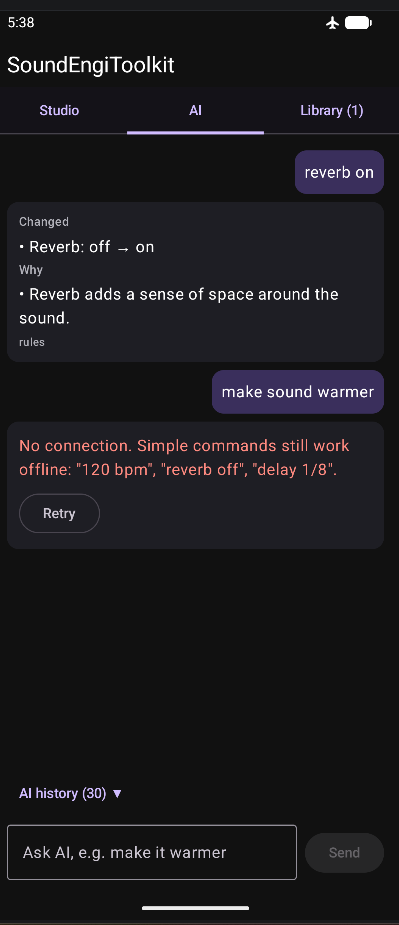 5:38
SoundEngiToolkit
Studio
AI
Library (1)
reverb on
Changed
• Reverb: off → on
Why
• Reverb adds a sense of space around the
sound.
rules
make sound warmer
No connection. Simple commands still work
offline: "120 bpm", "reverb off", "delay 1/8".
Retry
AI history (30) ▼
Ask AI, e.g. make it warmer
Send